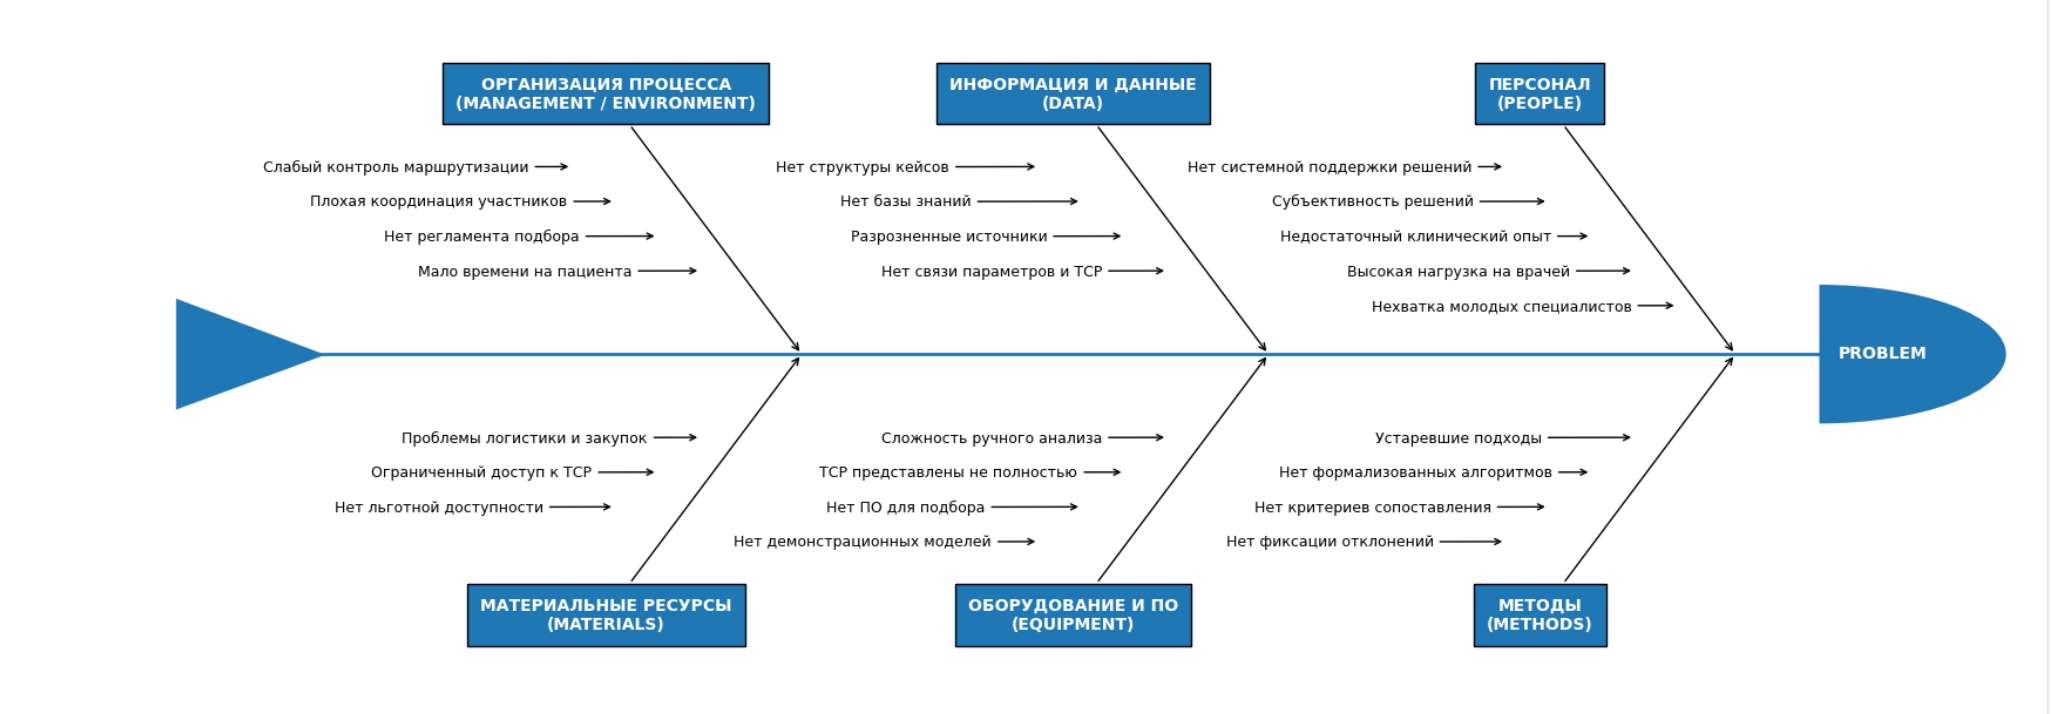 ОРГАНИЗАЦИЯ ПРОЦЕССА
(MANAGEMENT / ENVIRONMENT)
Слабый контроль маршрутизации
Плохая координация участников
Нет регламента подбора
Мало времени на пациента
ИНФОРМАЦИЯ И ДАННЫЕ
(DATA)
Нет структуры кейсов
Нет базы знаний
Разрозненные источники
Нет связи параметров и ТСР
ПЕРСОНАЛ
(PEOPLE)
Нет системной поддержки решений
Субъективность решений
Недостаточный клинический опыт
Высокая нагрузка на врачей
Нехватка молодых специалистов
PROBLEM
Проблемы логистики и закупок
Ограниченный доступ к ТСР
Нет льготной доступности
МАТЕРИАЛЬНЫЕ РЕСУРСЫ
(MATERIALS)
Сложность ручного анализа
ТСР представлены не полностью
Нет ПО для подбора
Нет демонстрационных моделей
ОБОРУДОВАНИЕ И ПО
(EQUIPMENT)
Устаревшие подходы
Нет формализованных алгоритмов
Нет критериев сопоставления
Нет фиксации отклонений
МЕТОДЫ
(METHODS)